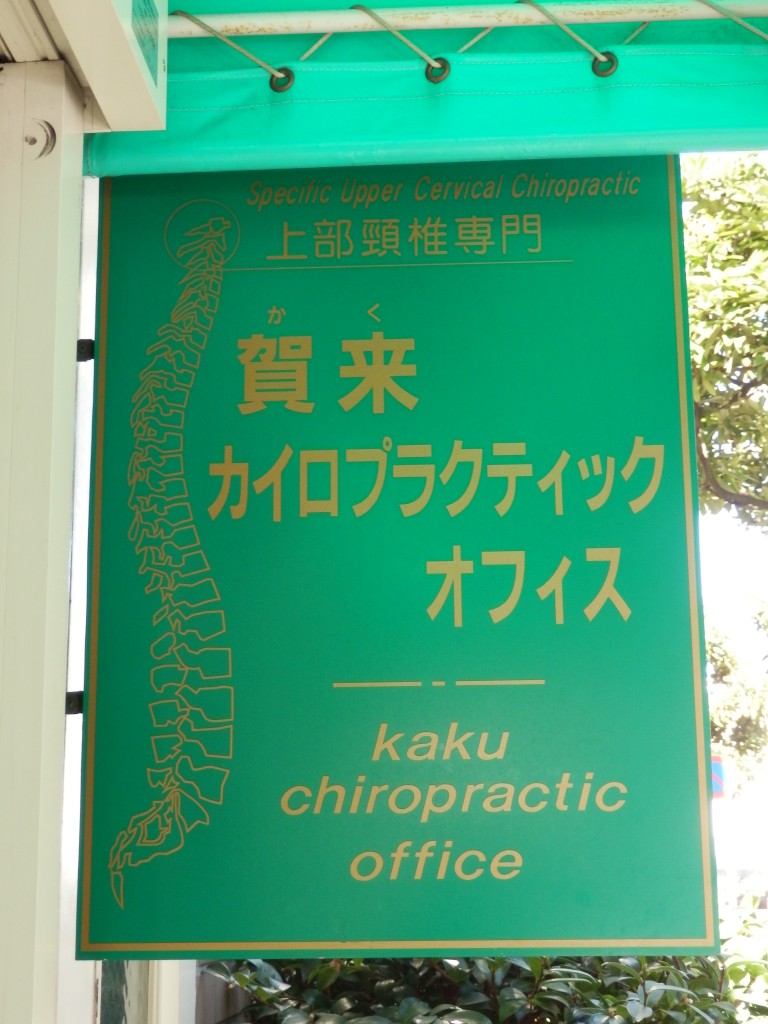 Specific Upper Cervical Chiropractic
上部頸椎専門
かく
賀来
カイロプラクティック
オフィス
kaku
chiropractic
office